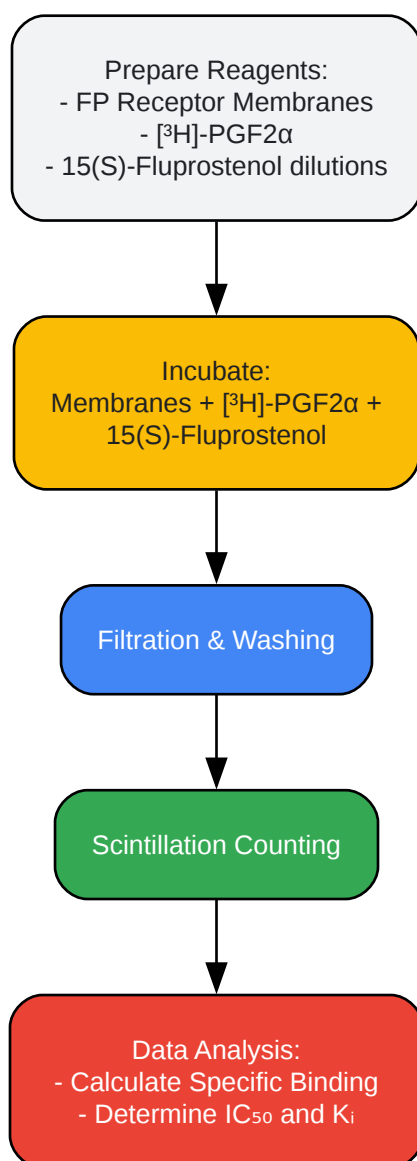 Prepare Reagents:
- FP Receptor Membranes
- [³H]-PGF2α
- 15(S)-Fluprostenol dilutions
Incubate:
Membranes + [³H]-PGF2α +
15(S)-Fluprostenol
Filtration & Washing
Scintillation Counting
Data Analysis:
- Calculate Specific Binding
- Determine IC₅₀ and Kᵢ